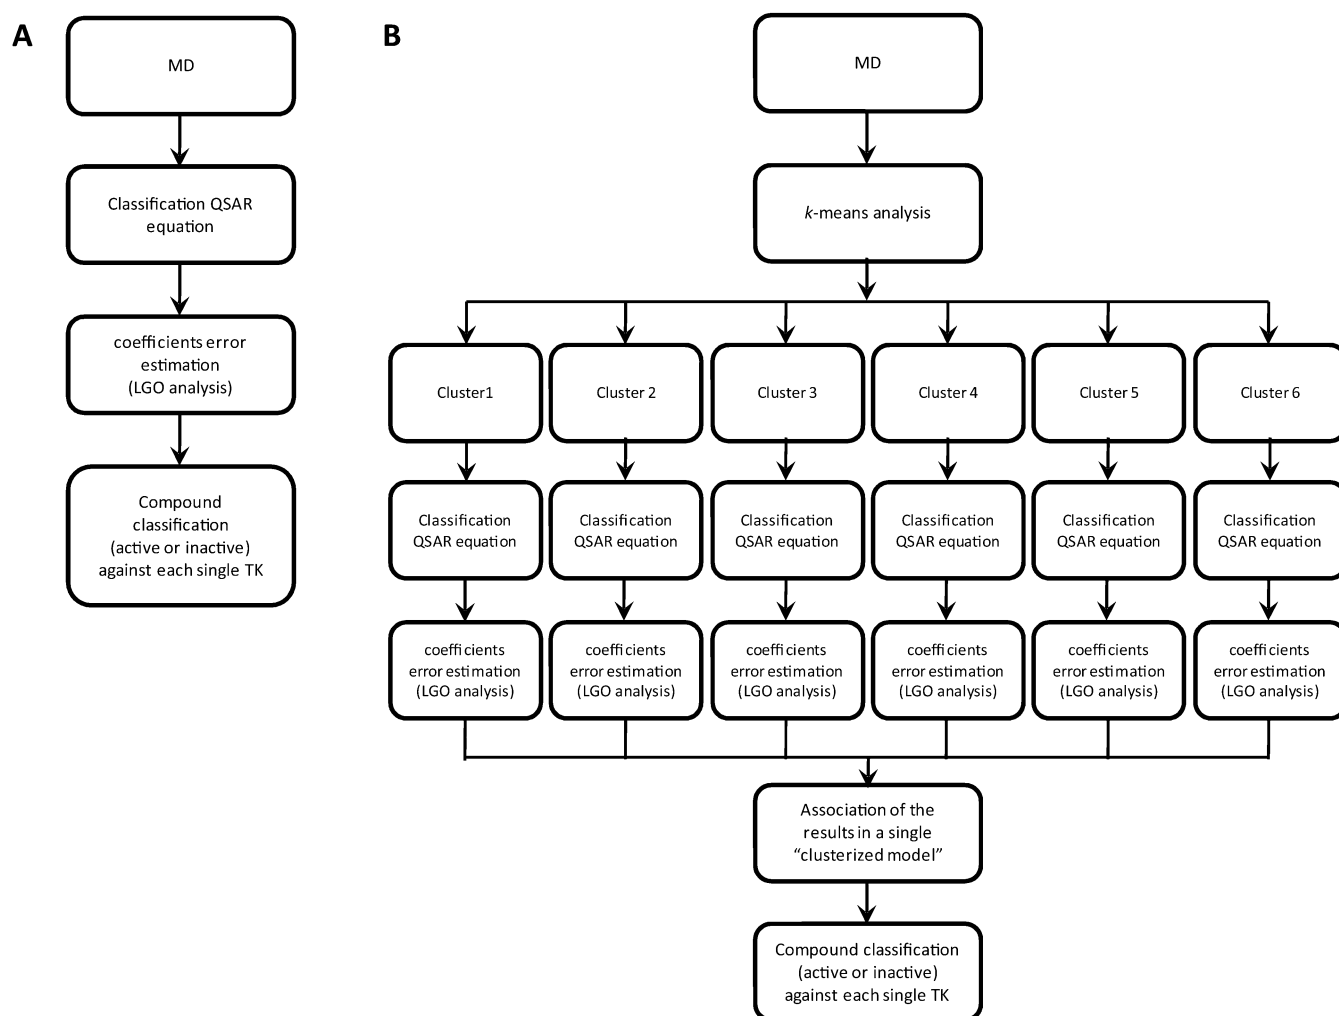 A
MD
Classification QSAR
equation
coefficients error
estimation
(LGO analysis)
Compound
classification
(active or inactive)
against each single TK
B
MD
k-means analysis
Cluster1
Cluster 2
Cluster 3
Cluster 4
Cluster 5
Cluster 6
Classification
QSAR equation
Classification
QSAR equation
Classification
QSAR equation
Classification
QSAR equation
Classification
QSAR equation
Classification
QSAR equation
coefficients
error estimation
(LGO analysis)
coefficients
error estimation
(LGO analysis)
coefficients
error estimation
(LGO analysis)
coefficients
error estimation
(LGO analysis)
coefficients
error estimation
(LGO analysis)
coefficients
error estimation
(LGO analysis)
Association of the
results in a single
“clusterized model”
Compound classification
(active or inactive)
against each single TK